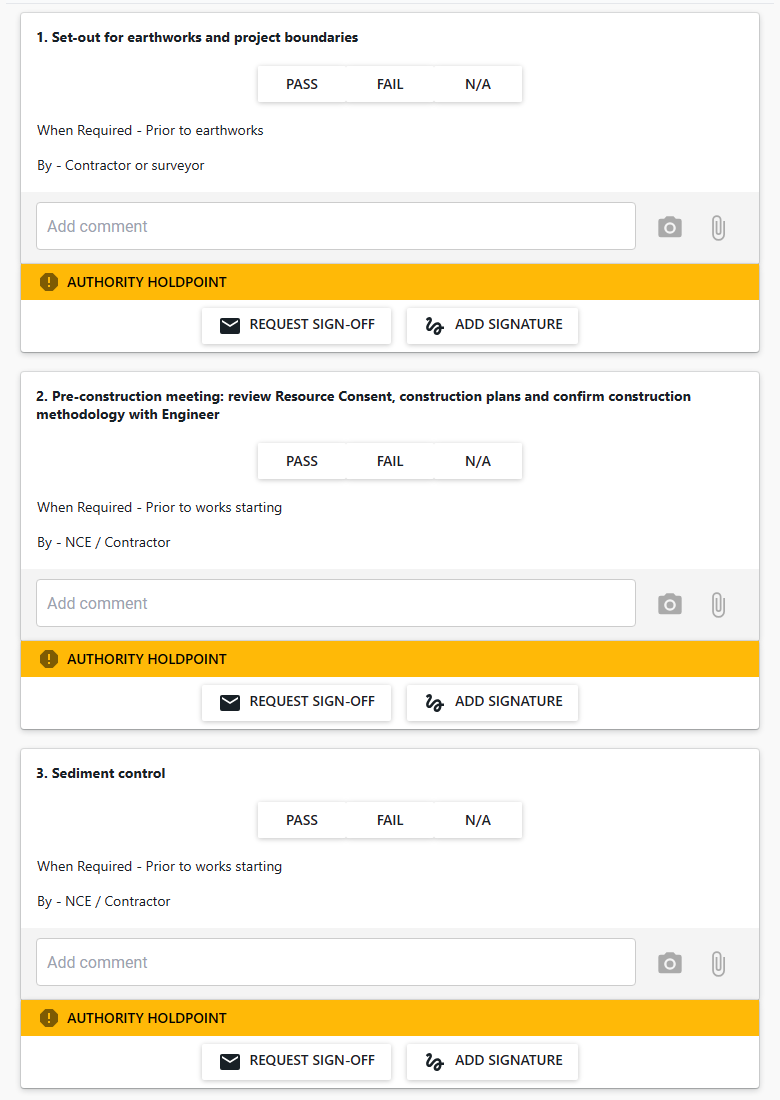 1. Set-out for earthworks and project boundaries
PASS FAIL N/A
When Required - Prior to earthworks
By - Contractor or surveyor
Add comment
AUTHORITY HOLDPOINT
REQUEST SIGN-OFF ADD SIGNATURE
2. Pre-construction meeting: review Resource Consent, construction plans and confirm construction
methodology with Engineer
PASS FAIL N/A
When Required - Prior to works starting
By - NCE / Contractor
Add comment
AUTHORITY HOLDPOINT
REQUEST SIGN-OFF ADD SIGNATURE
3. Sediment control
PASS FAIL N/A
When Required - Prior to works starting
By - NCE / Contractor
Add comment
AUTHORITY HOLDPOINT
REQUEST SIGN-OFF ADD SIGNATURE